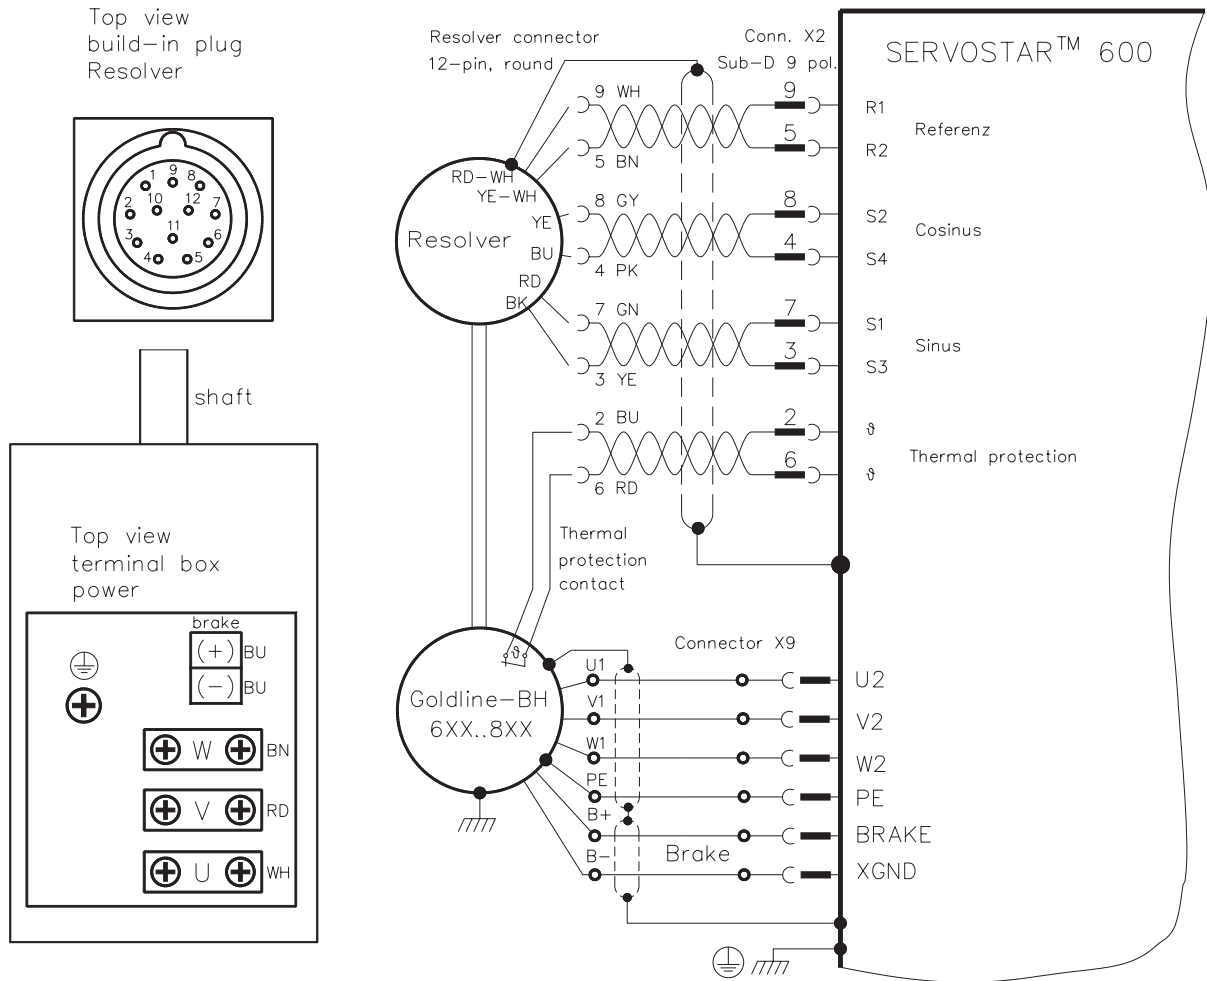 Top view
build-in plug
Resolver
1 9 8
2 10 12 7
11
3 6
4 5
shaft
Top view
terminal box
power
brake
(+) BU
(-) BU
W BN
V RD
U WH
Resolver connector
12-pin, round
Conn. X2
Sub-D 9 pol.
SERVOSTAR™ 600
9 WH 9 R1
Referenz
5 BN 5 R2
RD-WH
YE-WH
YE 8 GY 8 S2
Resolver
Cosinus
BU 4 PK 4 S4
RD
BK
7 GN 7 S1
Sinus
3 YE 3 S3
2 BU 2 ϑ
Thermal protection
6 RD 6 ϑ
Thermal
protection
contact
Connector X9
ϑ
Goldline-BH
6XX..8XX
U1 U2
V1 V2
W1 W2
PE PE
B+ BRAKE
Brake
B- XGND